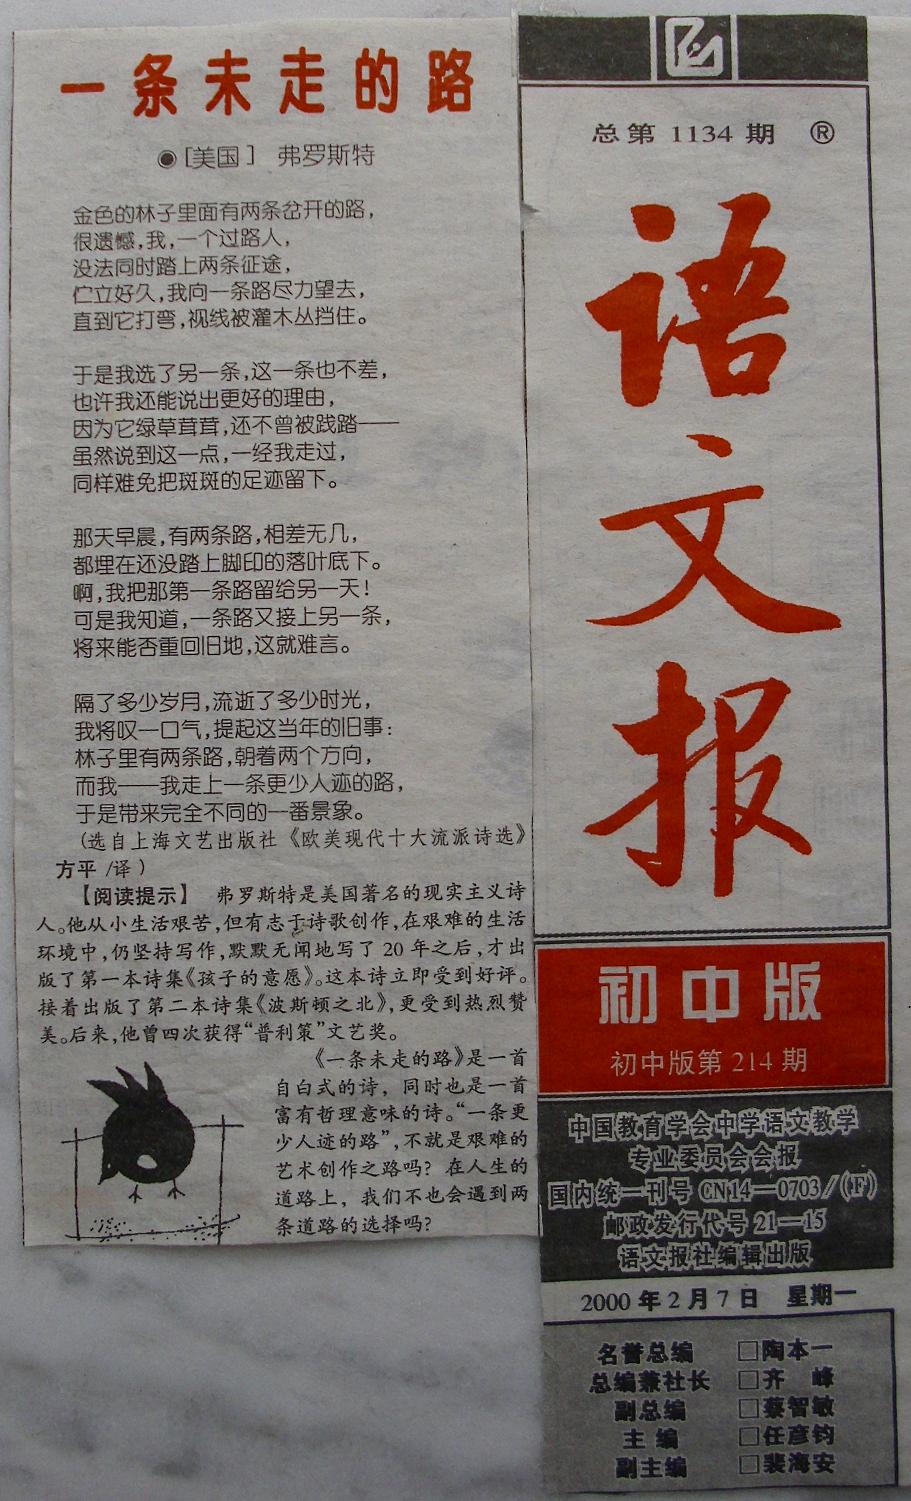 一条未走的路
◉[美国] 弗罗斯特
金色的林子里面有两条岔开的路，
很遗憾，我，一个过路人，
没法同时踏上两条征途，
伫立好久，我向一条路尽力望去，
直到它打弯，视线被灌木丛挡住。
于是我选了另一条，这一条也不差，
也许我还能说出更好的理由，
因为它绿草茸茸，还不曾被践踏——
虽然说到这一点，一经我走过，
同样难免把斑斑的足迹留下。
那天早晨，有两条路，相差无几，
都埋在还没踏上脚印的落叶底下。
啊，我把那第一条路留给另一天！
可是我知道，一条路又接上另一条，
将来能否重回旧地，这就难言。
隔了多少岁月，流逝了多少时光，
我将叹一口气，提起这当年的旧事：
林子里有两条路，朝着两个方向，
而我——我走上一条更少人迹的路，
于是带来完全不同的一番景象。
(选自上海文艺出版社《欧美现代十大流派诗选》
方平/译)
【阅读提示】 弗罗斯特是美国著名的现实主义诗
人。他从小生活艰苦，但有志于诗歌创作，在艰难的生活
环境中，仍坚持写作，默默无闻地写了20年之后，才出
版了第一本诗集《孩子的意愿》。这本诗立即受到好评。
接着出版了第二本诗集《波斯顿之北》，更受到热烈赞
美。后来，他曾四次获得“普利策”文艺奖。
《一条未走的路》是一首
自白式的诗，同时也是一首
富有哲理意味的诗。“一条更
少人迹的路”，不就是艰难的
艺术创作之路吗？在人生的
道路上，我们不也会遇到两
条道路的选择吗？
总第1134期 ®
语文报
初中版
初中版第214期
中国教育学会中学语文教学
专业委员会会报
国内统一刊号CN14—0703/(F)
邮政发行代号21—15
语文报社编辑出版
2000年2月7日 星期一
名誉总编 □陶本一
总编兼社长 □齐 峰
副总编 □蔡智敏
主编 □任彦钧
副主编 □裴海安